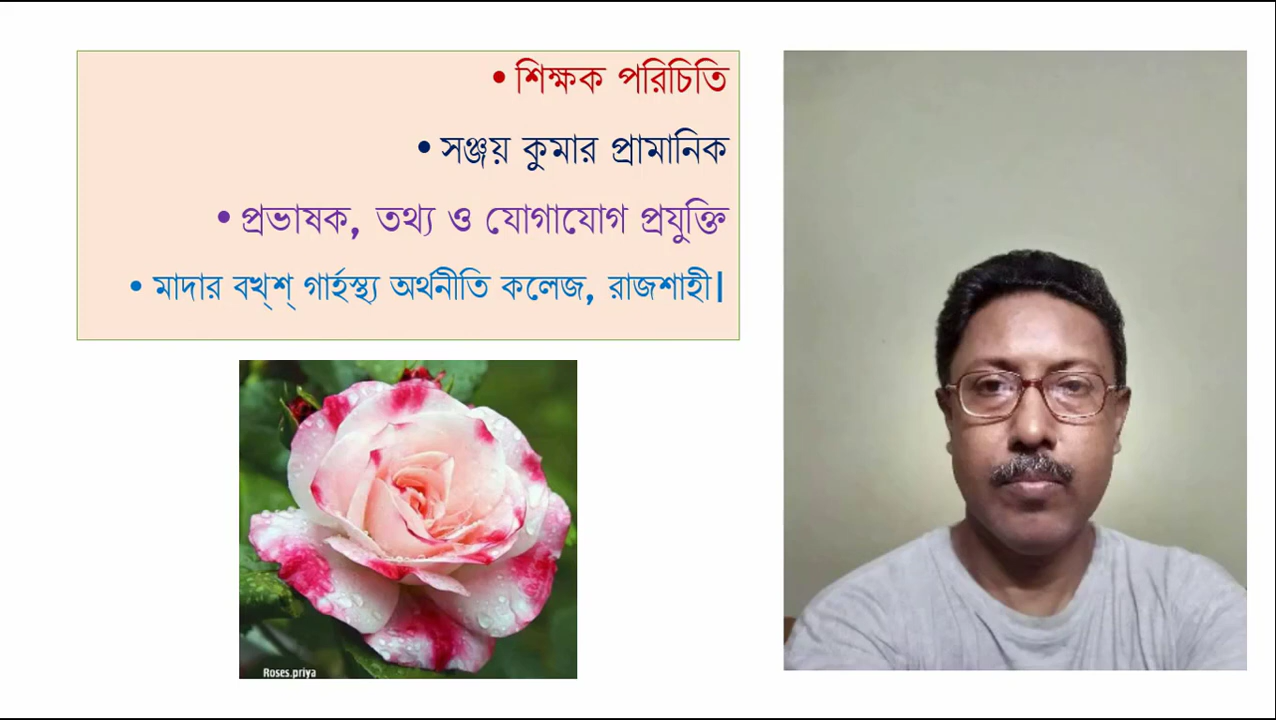 • শিক্ষক পরিচিতি
• সঞ্জয় কুমার প্রামানিক
• প্রভাষক, তথ্য ও যোগাযোগ প্রযুক্তি
• মাদার বখ্শ্ গার্হস্থ্য অর্থনীতি কলেজ, রাজশাহী।
Roses.priya